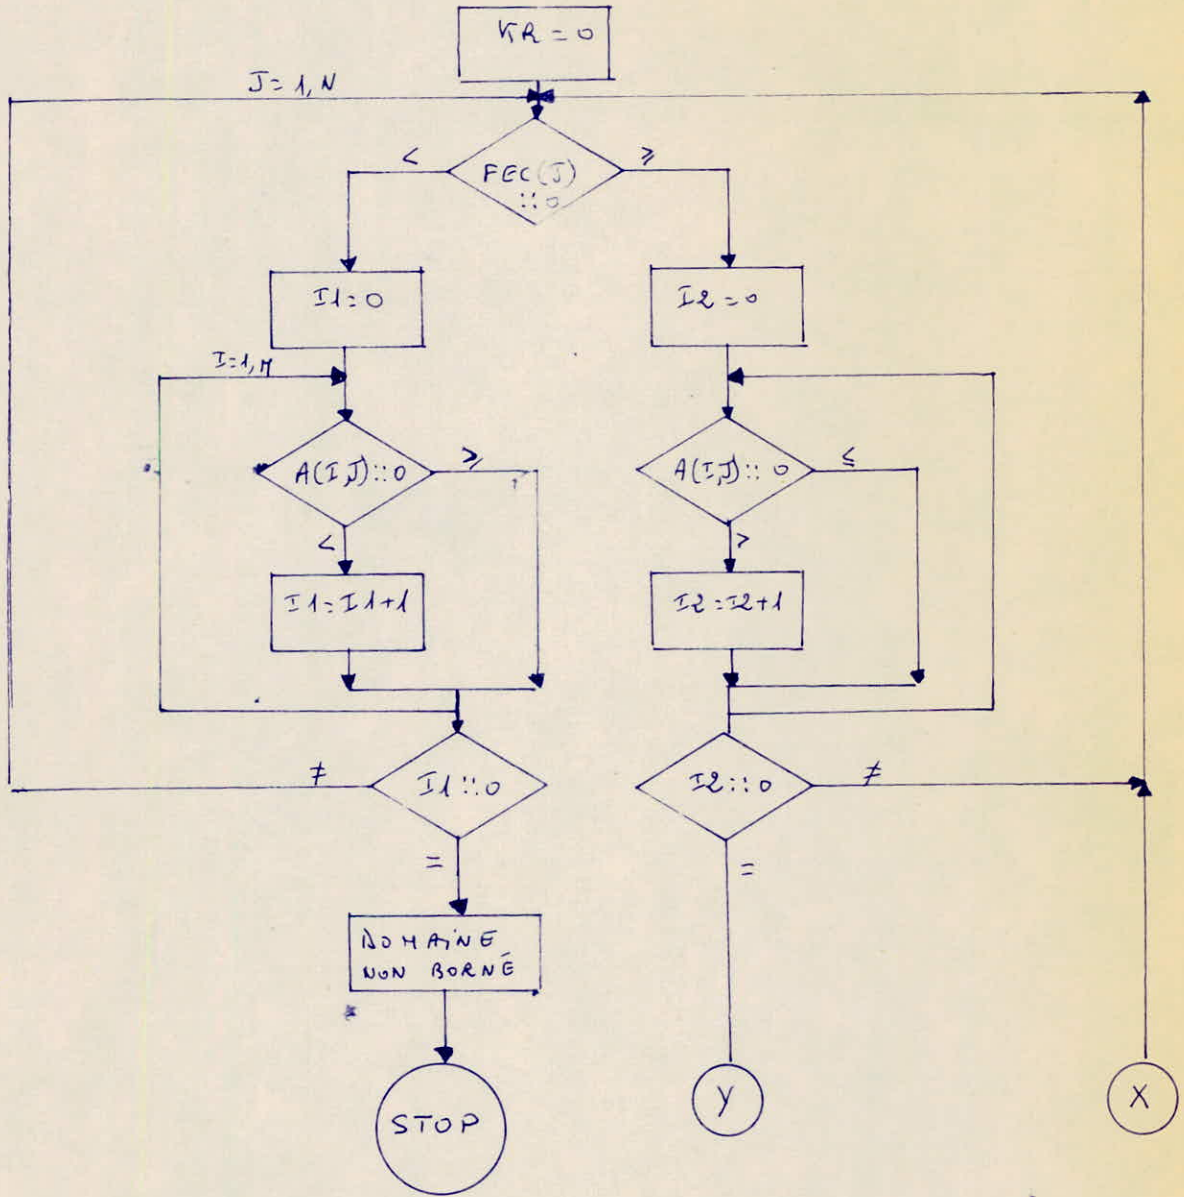 KR = 0
J = 1, N
<
FEC(J)
:: 0
≥
I1 = 0
I2 = 0
I=1, M
A(I,J) :: 0
≥
A(I,J) :: 0
≤
<
>
I1 = I1+1
I2 = I2+1
≠
I1 :: 0
I2 :: 0
≠
=
=
DOMAINE
NON BORNÉ
STOP
Y
X